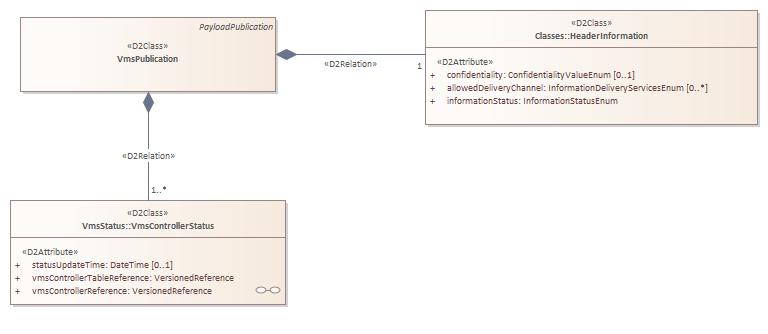 PayloadPublication
«D2Class»
VmsPublication
«D2Relation»
1
«D2Class»
Classes::HeaderInformation
«D2Attribute»
+ confidentiality: ConfidentialityValueEnum [0..1]
+ allowedDeliveryChannel: InformationDeliveryServicesEnum [0..*]
+ informationStatus: InformationStatusEnum
«D2Relation»
1..*
«D2Class»
VmsStatus::VmsControllerStatus
«D2Attribute»
+ statusUpdateTime: DateTime [0..1]
+ vmsControllerTableReference: VersionedReference
+ vmsControllerReference: VersionedReference